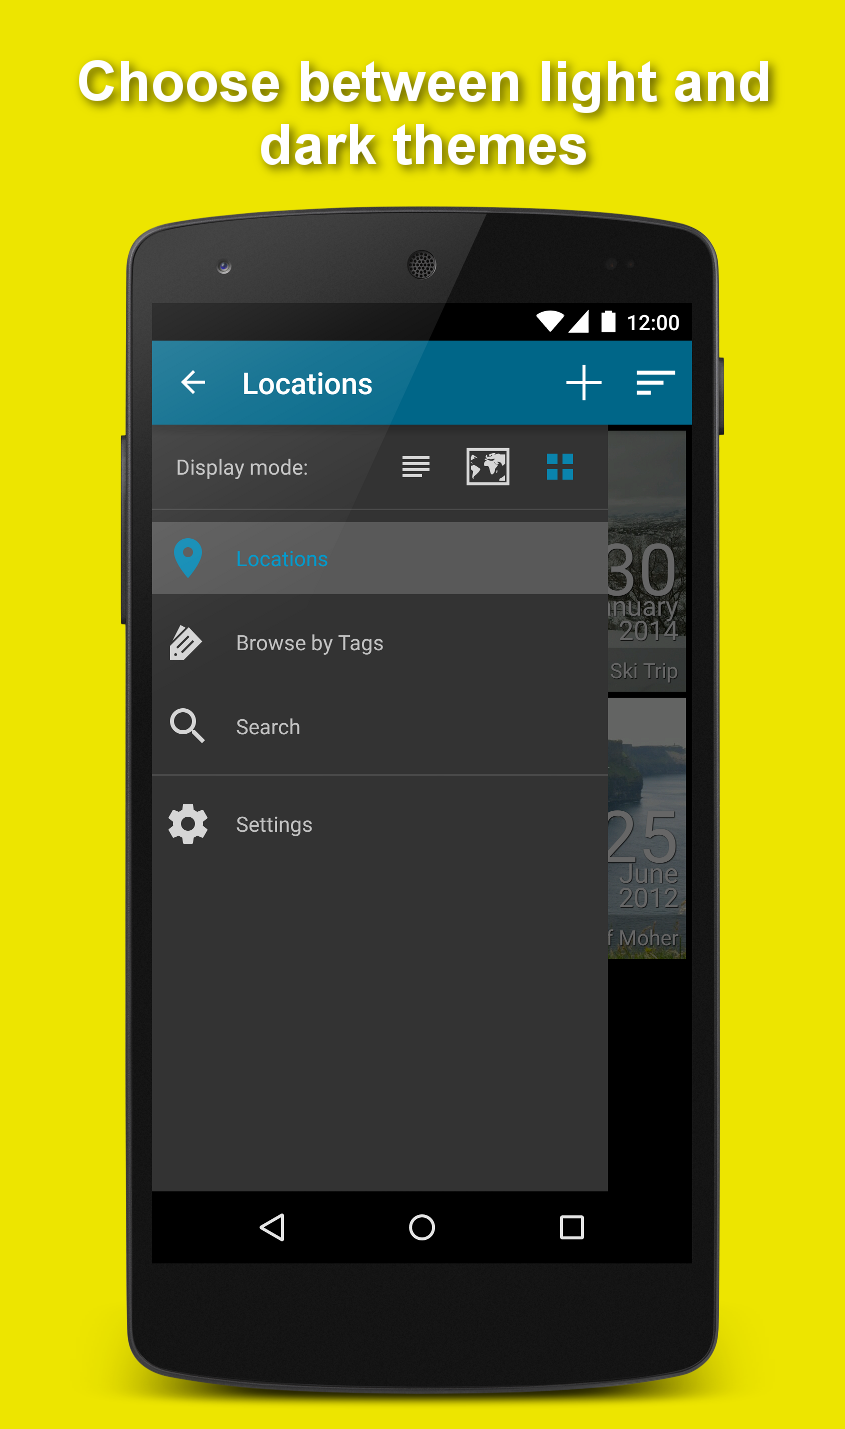 Choose between light and
dark themes
12:00
Locations
Display mode:
Locations
30
2014
Ski Trip
Browse by Tags
Search
Settings
25
June
2012
Moher